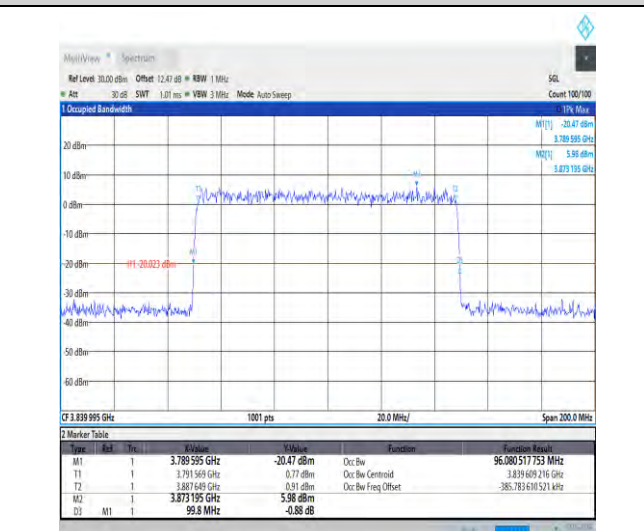 MultiView Spectrum
Ref Level 30.00 dBm Offset 12.47 dB RBW 1 MHz SGL
Att 30 dB SWT 1.01 ms VBW 3 MHz Mode Auto Sweep Count 100/100
1 Occupied Bandwidth 1Pk Max
M1[1] -20.47 dBm
3.789 595 GHz
M2[1] 5.98 dBm
3.873 195 GHz
20 dBm
10 dBm
M2
T1 T2
0 dBm
-10 dBm
M1
-20 dBm H1 -20.023 dBm
D3
-30 dBm
-40 dBm
-50 dBm
-60 dBm
CF 3.839 995 GHz 1001 pts 20.0 MHz/ Span 200.0 MHz
2 Marker Table
Type Ref Trc X-Value Y-Value Function Function Result
M1 1 3.789 595 GHz -20.47 dBm Occ Bw 96.080 517 753 MHz
T1 1 3.791 569 GHz 0.77 dBm Occ Bw Centroid 3.839 609 216 GHz
T2 1 3.887 649 GHz 0.91 dBm Occ Bw Freq Offset -385.783 610 521 kHz
M2 1 3.873 195 GHz 5.98 dBm
D3 M1 1 99.8 MHz -0.88 dB